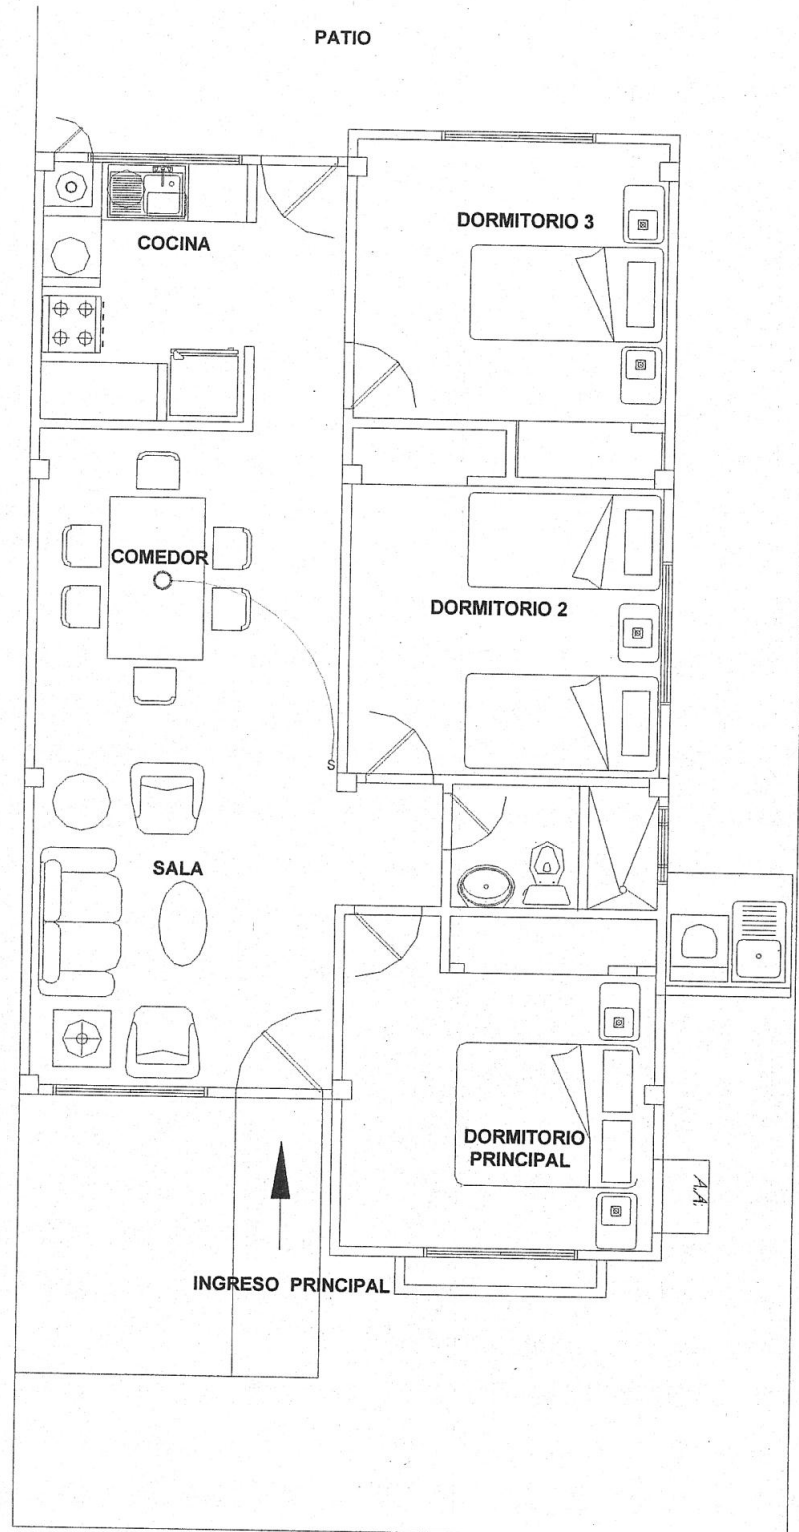 PATIO
DORMITORIO 3
COCINA
COMEDOR
DORMITORIO 2
S
SALA
DORMITORIO
PRINCIPAL
A.A:
INGRESO PRINCIPAL